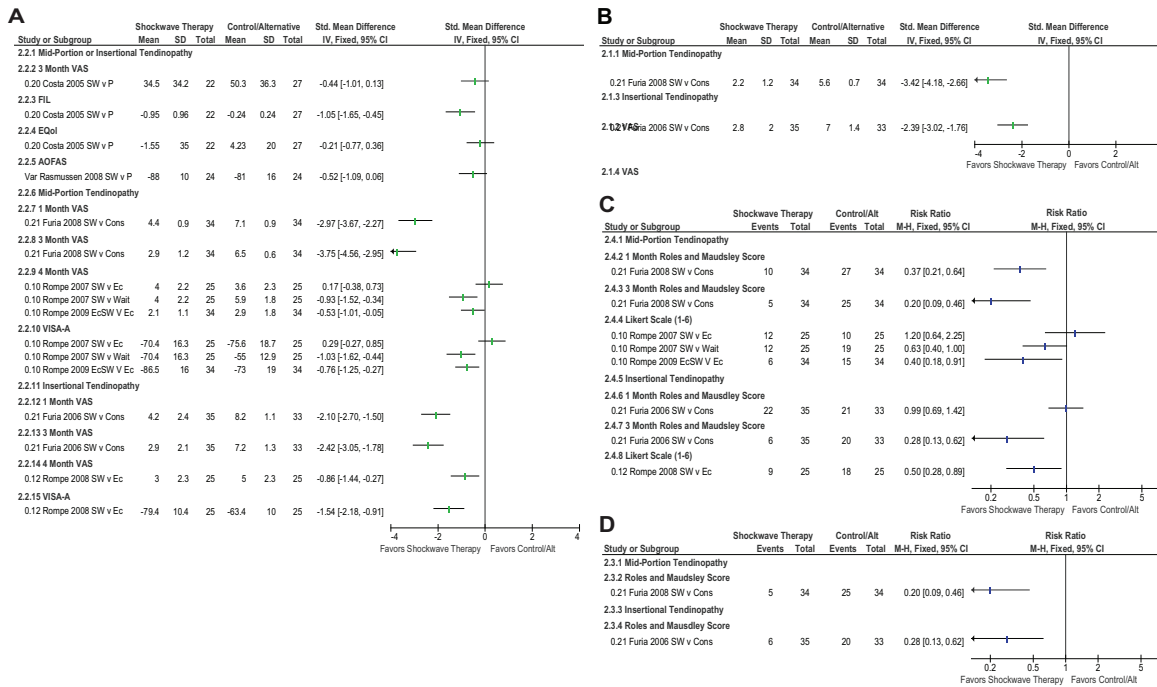 A
Shockwave Therapy Control/Alternative Std. Mean Difference Std. Mean Difference
Study or Subgroup Mean SD Total Mean SD Total IV, Fixed, 95% CI IV, Fixed, 95% CI
2.2.1 Mid-Portion or Insertional Tendinopathy
2.2.2 3 Month VAS
0.20 Costa 2005 SW v P 34.5 34.2 22 50.3 36.3 27 -0.44 [-1.01, 0.13]
2.2.3 FIL
0.20 Costa 2005 SW v P -0.95 0.96 22 -0.24 0.24 27 -1.05 [-1.65, -0.45]
2.2.4 EQol
0.20 Costa 2005 SW v P -1.55 35 22 4.23 20 27 -0.21 [-0.77, 0.36]
2.2.5 AOFAS
Var Rasmussen 2008 SW v P -88 10 24 -81 16 24 -0.52 [-1.09, 0.06]
2.2.6 Mid-Portion Tendinopathy
2.2.7 1 Month VAS
0.21 Furia 2008 SW v Cons 4.4 0.9 34 7.1 0.9 34 -2.97 [-3.67, -2.27]
2.2.8 3 Month VAS
0.21 Furia 2008 SW v Cons 2.9 1.2 34 6.5 0.6 34 -3.75 [-4.56, -2.95]
2.2.9 4 Month VAS
0.10 Rompe 2007 SW v Ec 4 2.2 25 3.6 2.3 25 0.17 [-0.38, 0.73]
0.10 Rompe 2007 SW v Wait 4 2.2 25 5.9 1.8 25 -0.93 [-1.52, -0.34]
0.10 Rompe 2009 EcSW V Ec 2.1 1.1 34 2.9 1.8 34 -0.53 [-1.01, -0.05]
2.2.10 VISA-A
0.10 Rompe 2007 SW v Ec -70.4 16.3 25 -75.6 18.7 25 0.29 [-0.27, 0.85]
0.10 Rompe 2007 SW v Wait -70.4 16.3 25 -55 12.9 25 -1.03 [-1.62, -0.44]
0.10 Rompe 2009 EcSW V Ec -86.5 16 34 -73 19 34 -0.76 [-1.25, -0.27]
2.2.11 Insertional Tendinopathy
2.2.12 1 Month VAS
0.21 Furia 2006 SW v Cons 4.2 2.4 35 8.2 1.1 33 -2.10 [-2.70, -1.50]
2.2.13 3 Month VAS
0.21 Furia 2006 SW v Cons 2.9 2.1 35 7.2 1.3 33 -2.42 [-3.05, -1.78]
2.2.14 4 Month VAS
0.12 Rompe 2008 SW v Ec 3 2.3 25 5 2.3 25 -0.86 [-1.44, -0.27]
2.2.15 VISA-A
0.12 Rompe 2008 SW v Ec -79.4 10.4 25 -63.4 10 25 -1.54 [-2.18, -0.91]
-4 -2 0 2 4
Favors Shockwave Therapy Favors Control/Alt
B
Shockwave Therapy Control/Alternative Std. Mean Difference Std. Mean Difference
Study or Subgroup Mean SD Total Mean SD Total IV, Fixed, 95% CI IV, Fixed, 95% CI
2.1.1 Mid-Portion Tendinopathy
0.21 Furia 2008 SW v Cons 2.2 1.2 34 5.6 0.7 34 -3.42 [-4.18, -2.66]
2.1.3 Insertional Tendinopathy
2.1.2 VAS
0.21 Furia 2006 SW v Cons 2.8 2 35 7 1.4 33 -2.39 [-3.02, -1.76]
-4 -2 0 2
Favors Shockwave Therapy Favors Control/Alt
2.1.4 VAS
C
Shockwave Therapy Control/Alt Risk Ratio Risk Ratio
Study or Subgroup Events Total Events Total M-H, Fixed, 95% CI M-H, Fixed, 95% CI
2.4.1 Mid-Portion Tendinopathy
2.4.2 1 Month Roles and Maudsley Score
0.21 Furia 2008 SW v Cons 10 34 27 34 0.37 [0.21, 0.64]
2.4.3 3 Month Roles and Maudsley Score
0.21 Furia 2008 SW v Cons 5 34 25 34 0.20 [0.09, 0.46]
2.4.4 Likert Scale (1-6)
0.10 Rompe 2007 SW v Ec 12 25 10 25 1.20 [0.64, 2.25]
0.10 Rompe 2007 SW v Wait 12 25 19 25 0.63 [0.40, 1.00]
0.10 Rompe 2009 EcSW V Ec 6 34 15 34 0.40 [0.18, 0.91]
2.4.5 Insertional Tendinopathy
2.4.6 1 Month Roles and Mausdley Score
0.21 Furia 2006 SW v Cons 22 35 21 33 0.99 [0.69, 1.42]
2.4.7 3 Month Roles and Mausdley Score
0.21 Furia 2006 SW v Cons 6 35 20 33 0.28 [0.13, 0.62]
2.4.8 Likert Scale (1-6)
0.12 Rompe 2008 SW v Ec 9 25 18 25 0.50 [0.28, 0.89]
0.2 0.5 1 2 5
Favors Shockwave Therapy Favors Control/Alt
D
Shockwave Therapy Control/Alt Risk Ratio Risk Ratio
Study or Subgroup Events Total Events Total M-H, Fixed, 95% CI M-H, Fixed, 95% CI
2.3.1 Mid-Portion Tendinopathy
2.3.2 Roles and Maudsley Score
0.21 Furia 2008 SW v Cons 5 34 25 34 0.20 [0.09, 0.46]
2.3.3 Insertional Tendinopathy
2.3.4 Roles and Mausdley Score
0.21 Furia 2006 SW v Cons 6 35 20 33 0.28 [0.13, 0.62]
0.2 0.5 1 2 5
Favors Shockwave Therapy Favors Control/Alt